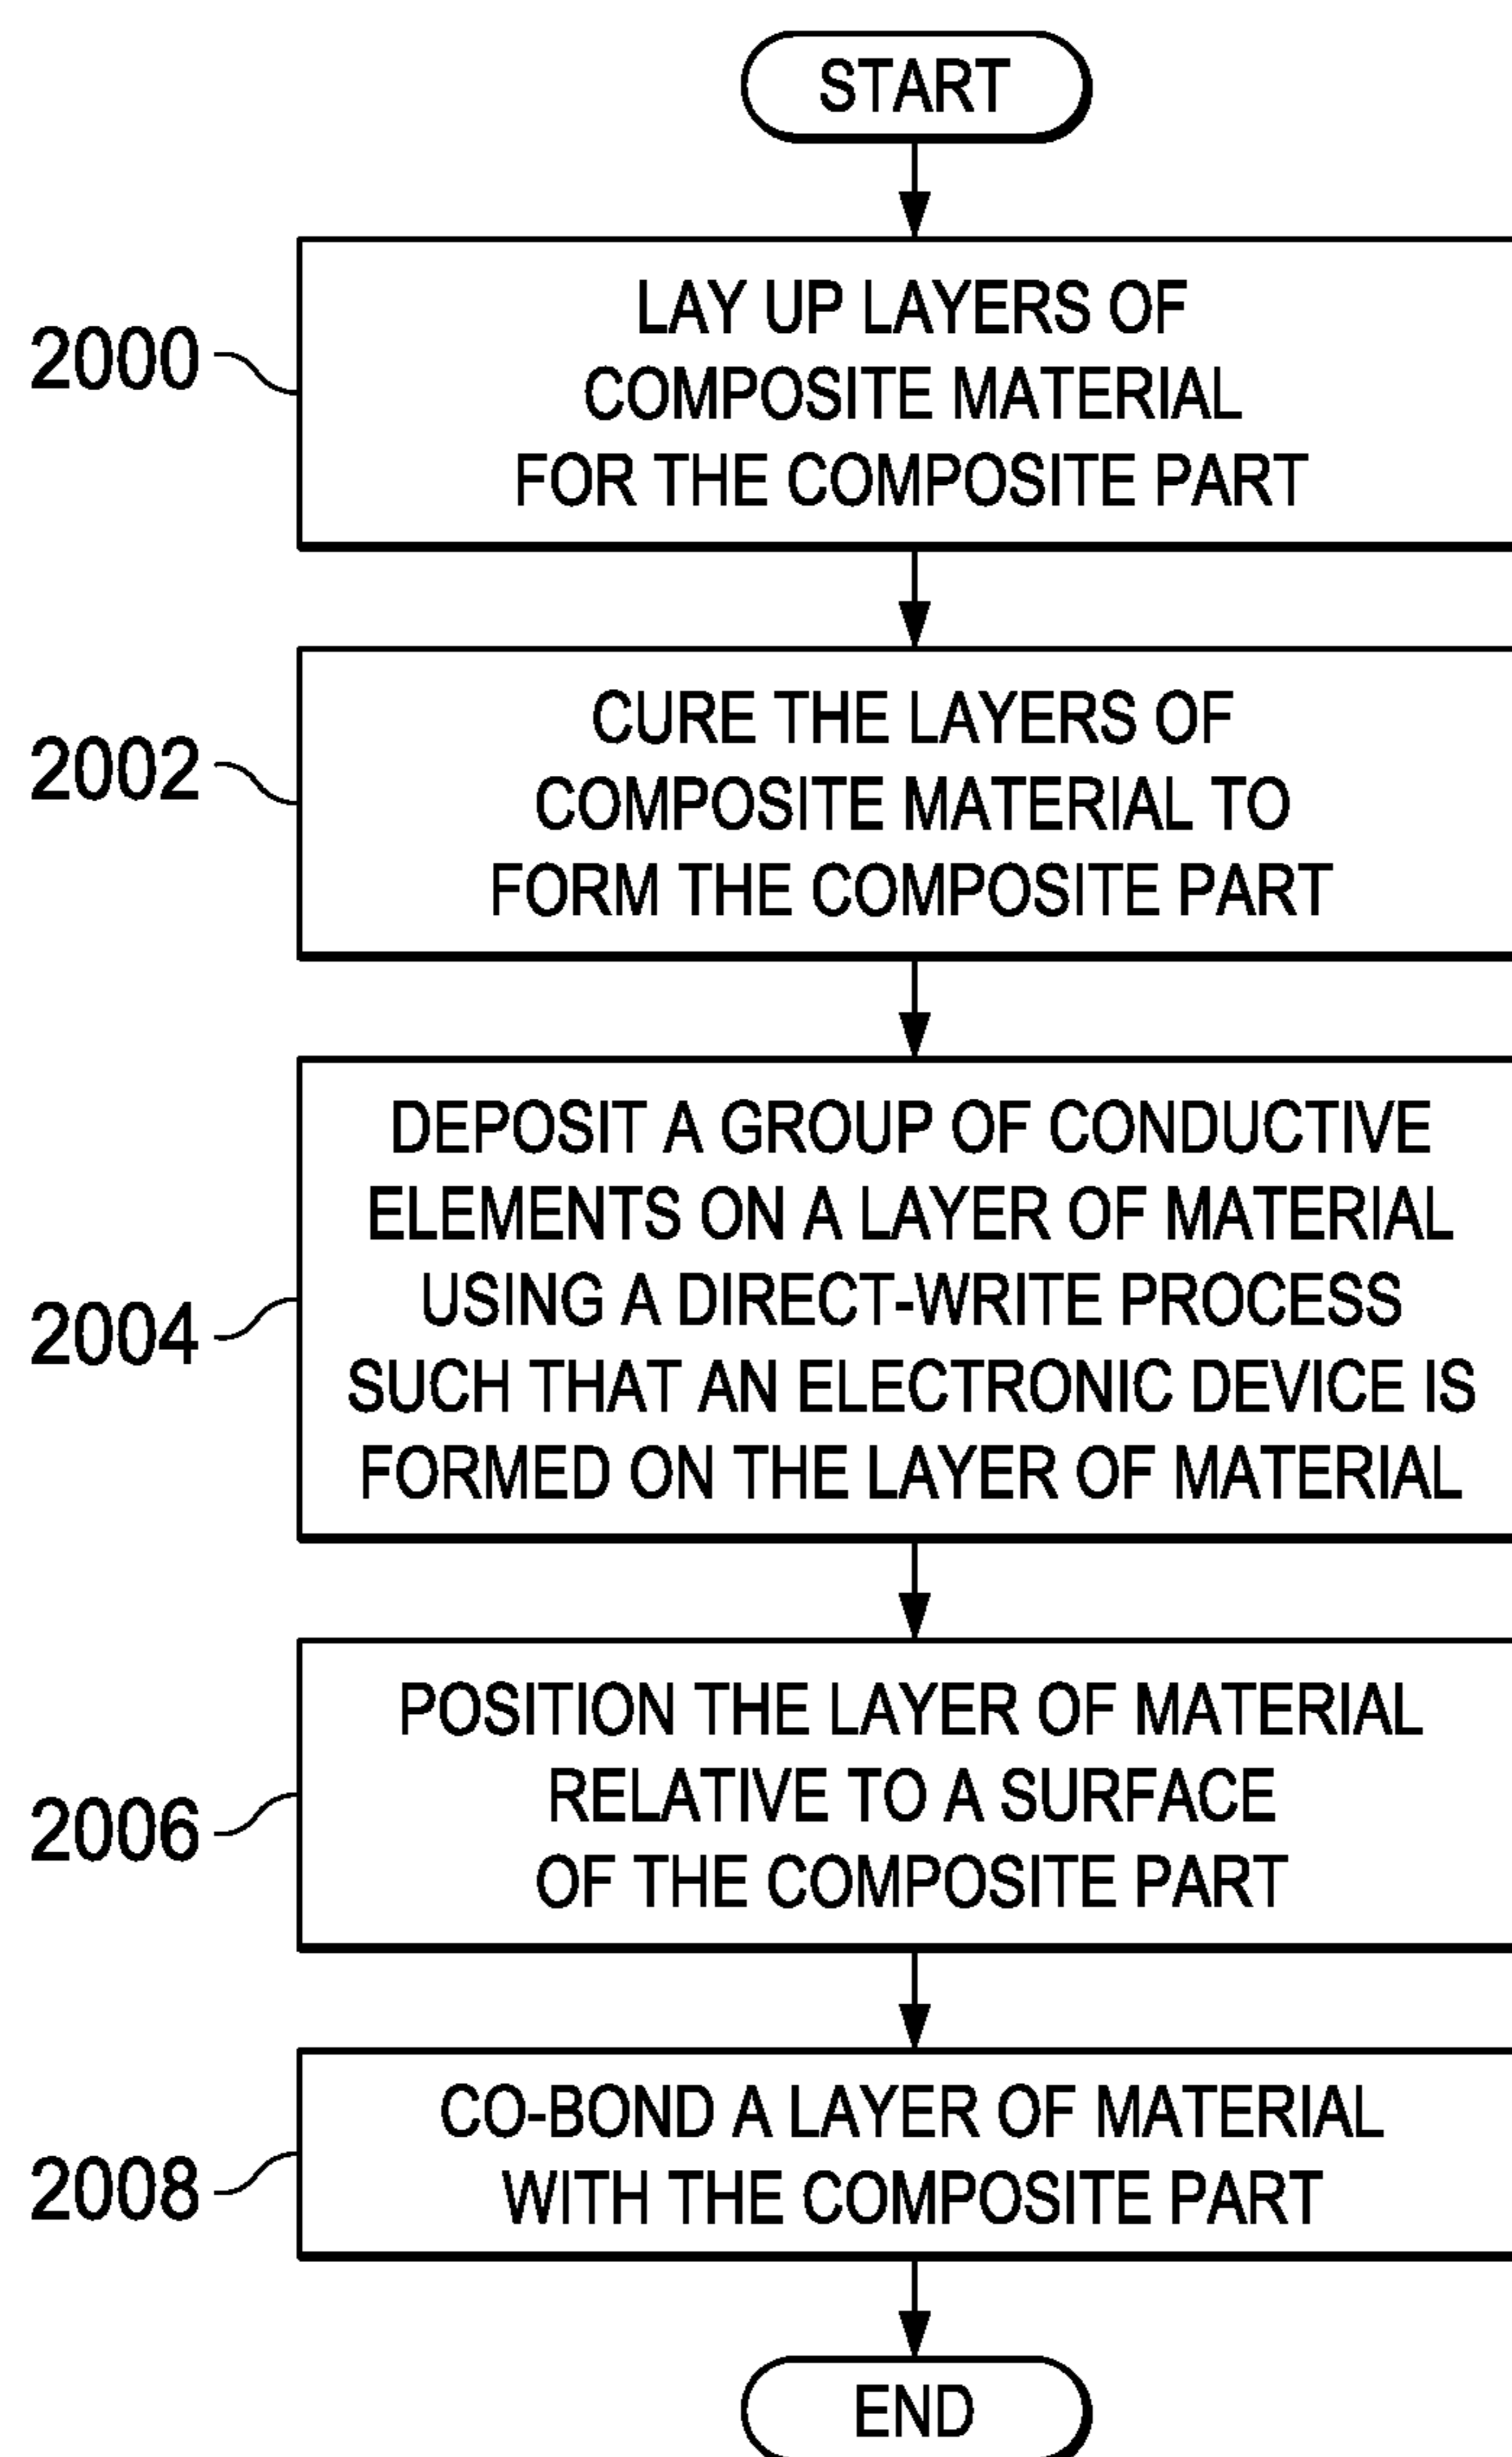 START
2000
LAY UP LAYERS OF
COMPOSITE MATERIAL
FOR THE COMPOSITE PART
2002
CURE THE LAYERS OF
COMPOSITE MATERIAL TO
FORM THE COMPOSITE PART
2004
DEPOSIT A GROUP OF CONDUCTIVE
ELEMENTS ON A LAYER OF MATERIAL
USING A DIRECT-WRITE PROCESS
SUCH THAT AN ELECTRONIC DEVICE IS
FORMED ON THE LAYER OF MATERIAL
2006
POSITION THE LAYER OF MATERIAL
RELATIVE TO A SURFACE
OF THE COMPOSITE PART
2008
CO-BOND A LAYER OF MATERIAL
WITH THE COMPOSITE PART
END